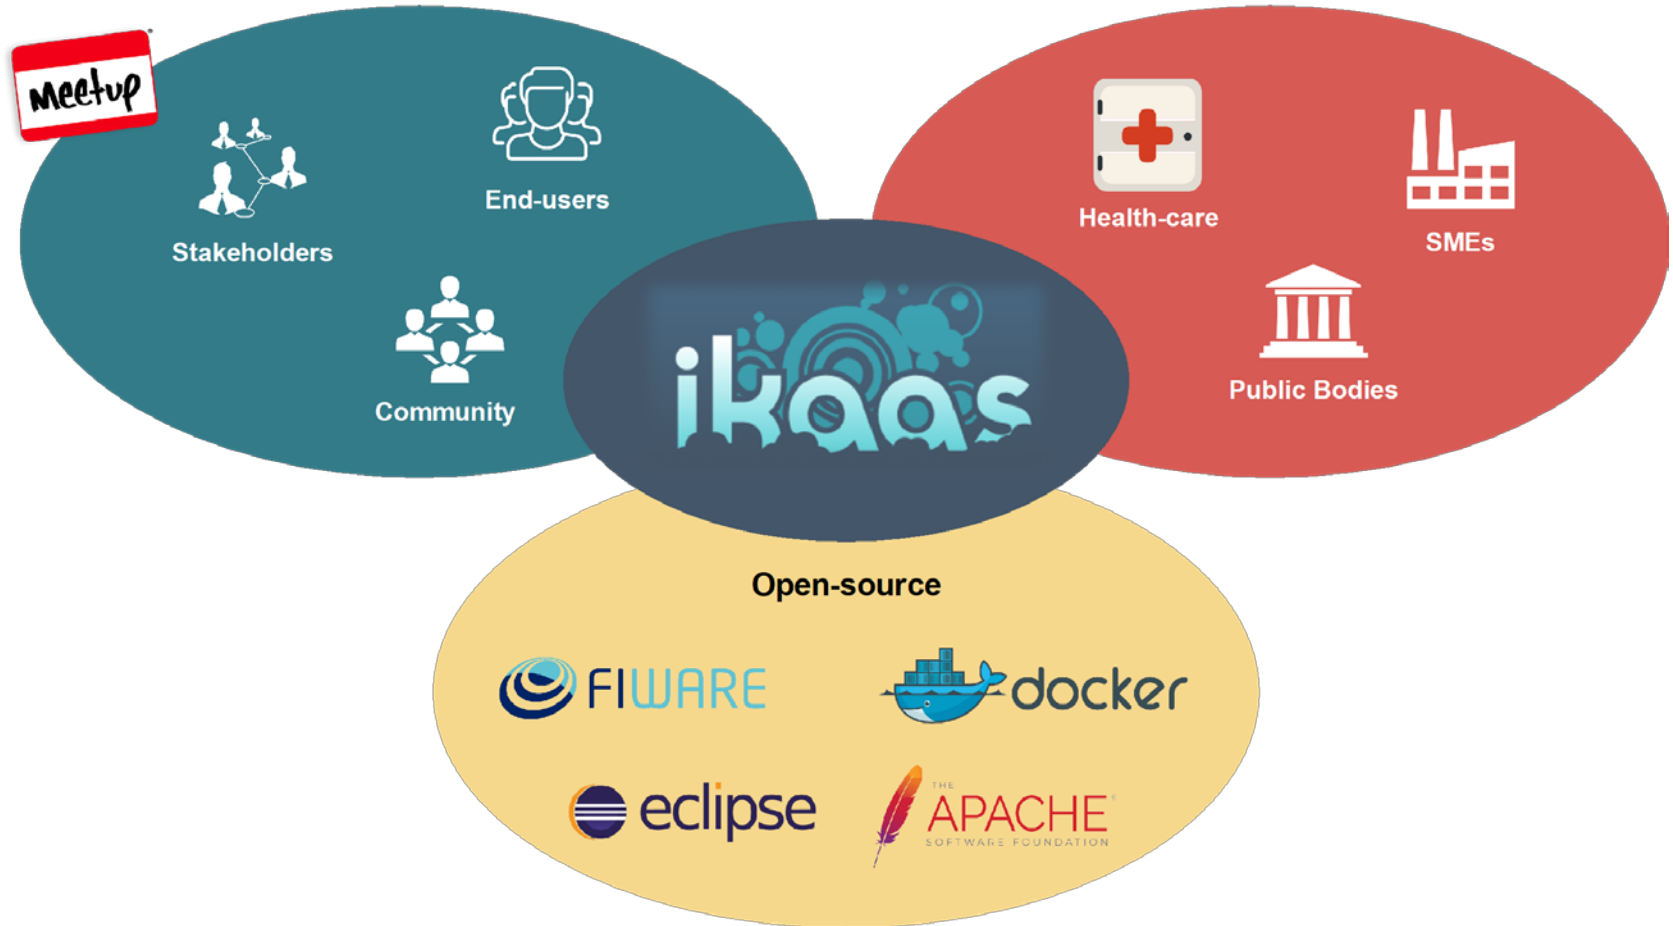 Meetup
End-users
Stakeholders
Community
Health-care
SMEs
Public Bodies
ikaas
Open-source
FIWARE
docker
eclipse
THE
APACHE
SOFTWARE FOUNDATION